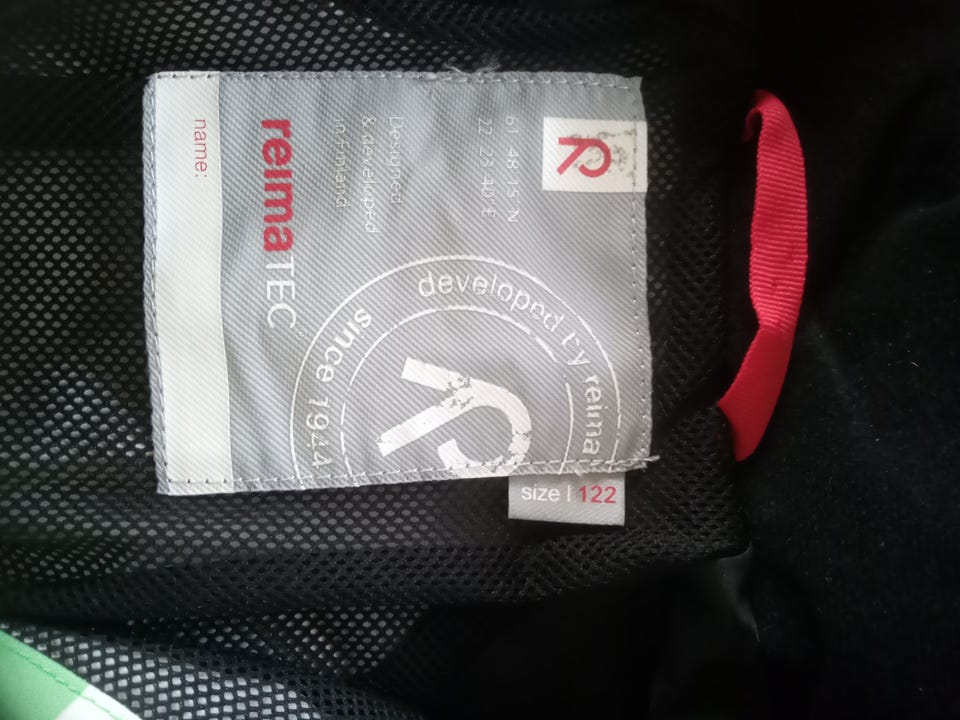 61°48'15"N
22°23'40"E
Designed
& developed
in Finland
reimaTEC®
name:
since 1944
developed by reima
size | 122